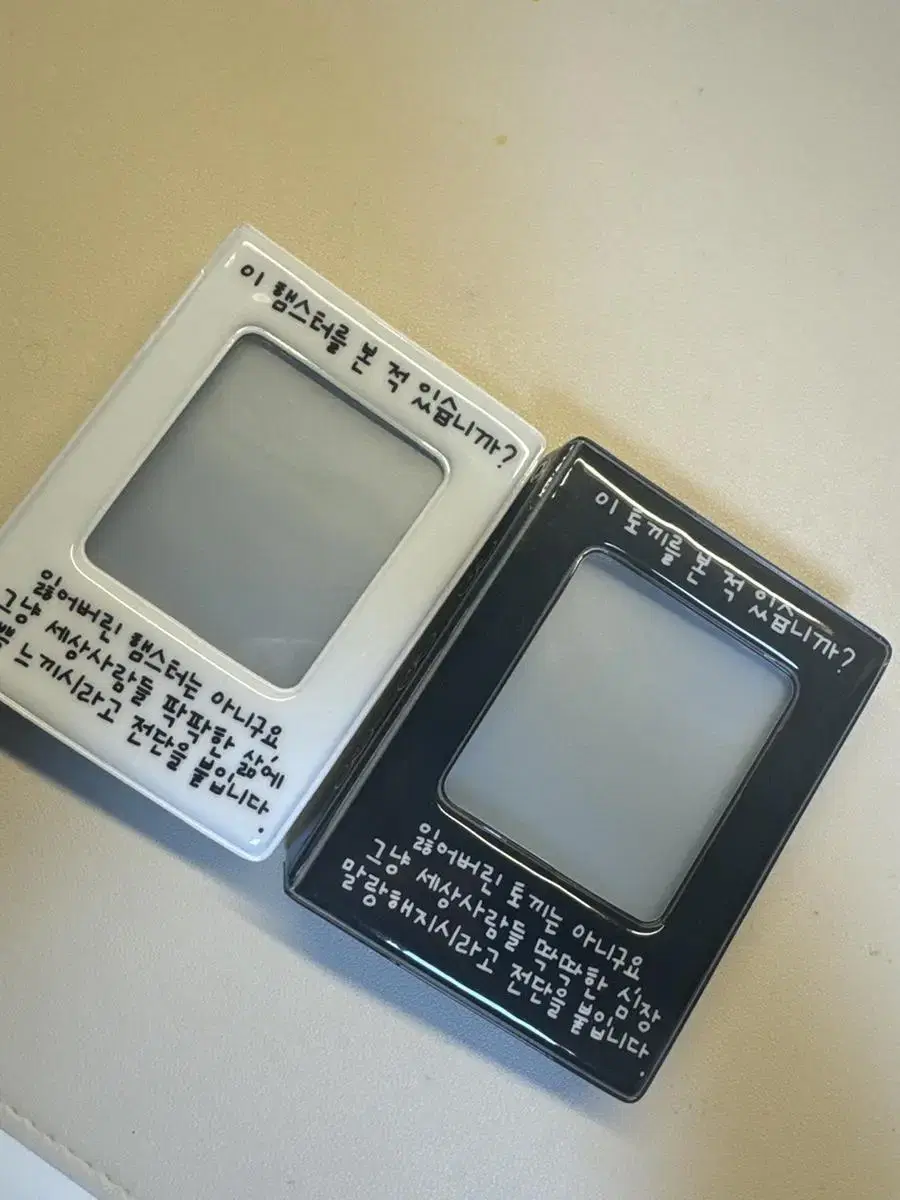 이 햄스터를 본 적 있습니까?
잃어버린 햄스터는 아니구요
그냥 세상사람들 팍팍한 삶에
느끼시라고 전단을 붙입니다
.
이 토끼를 본 적 있습니까?
잃어버린 토끼는 아니구요
그냥 세상사람들 딱딱한 심장
말랑해지시라고 전단을 붙입니다
.